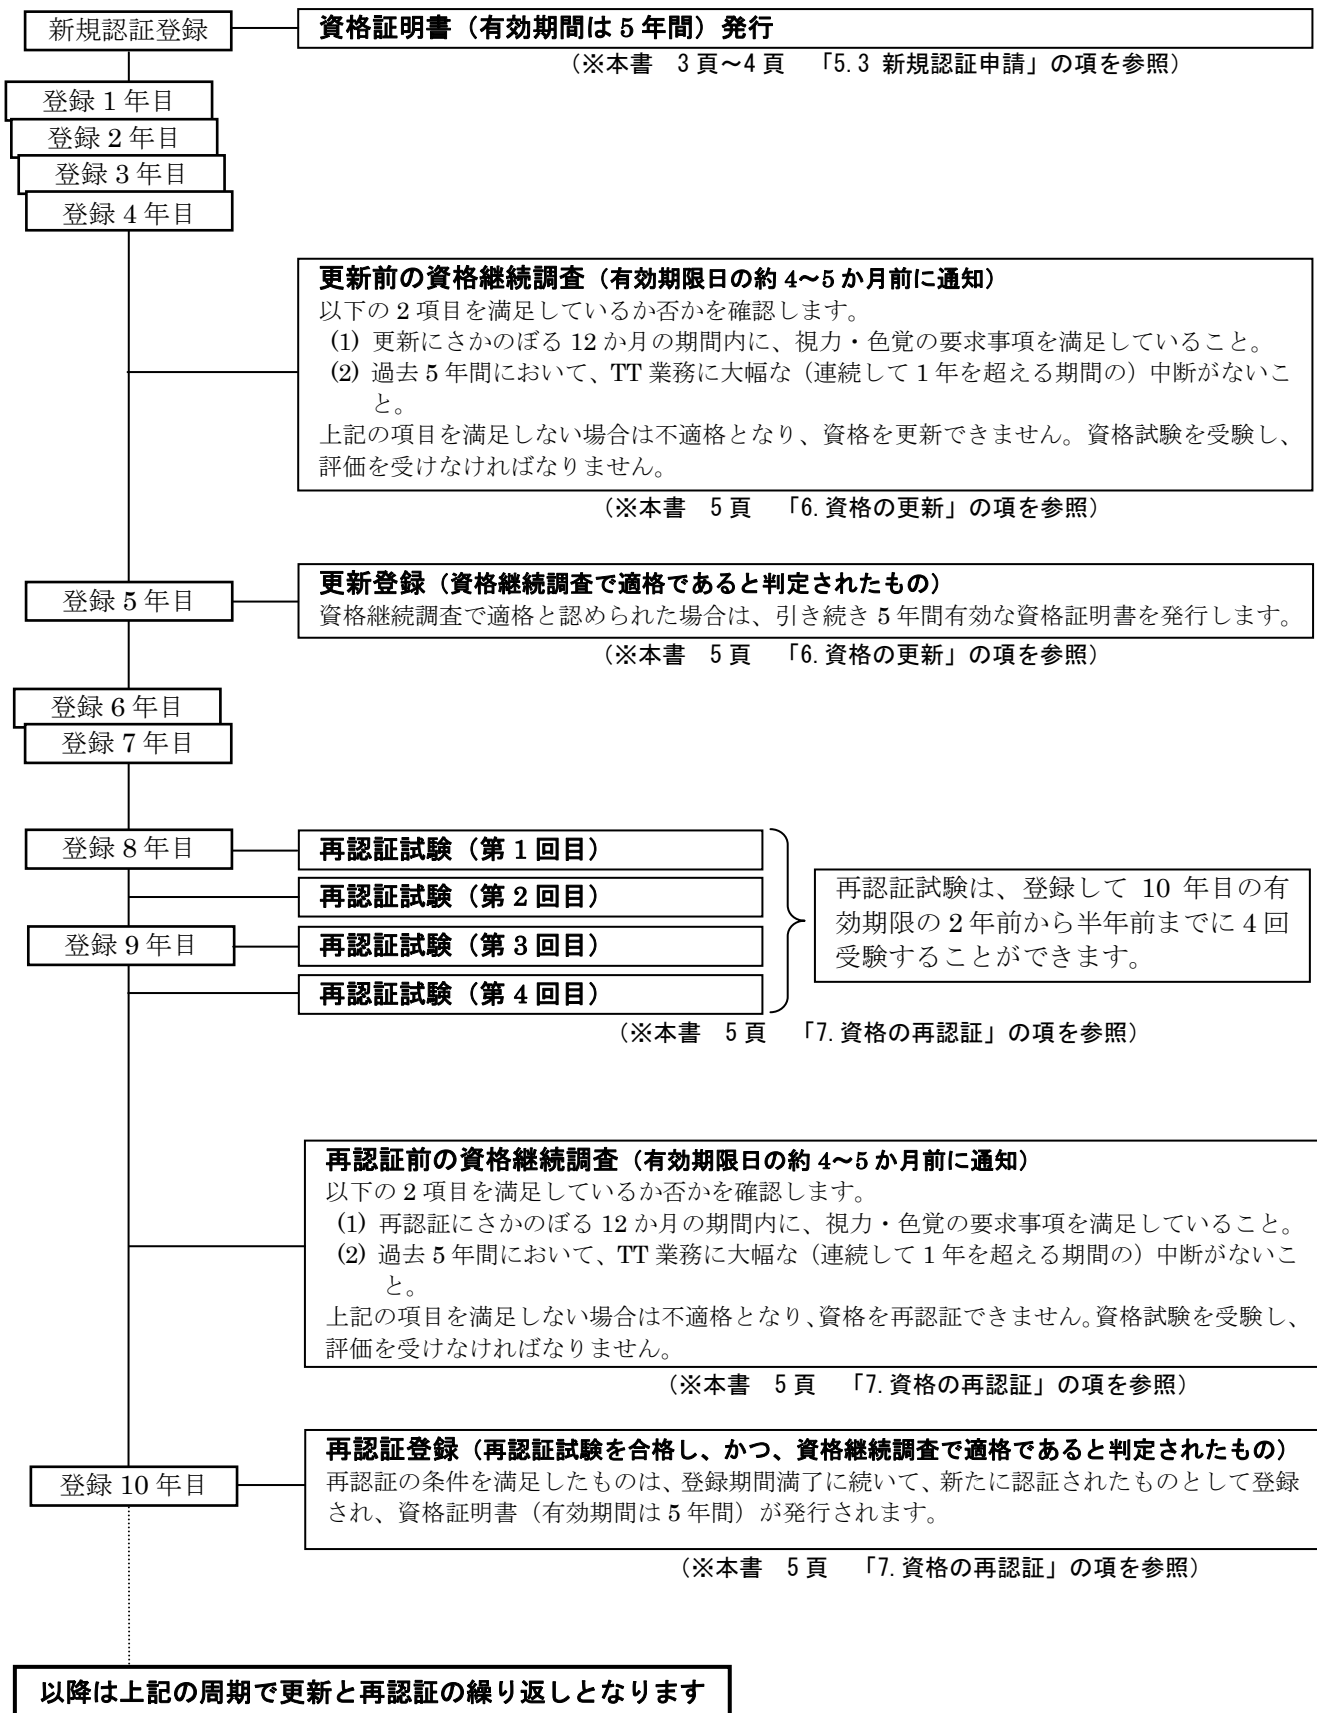 新規認証登録
資格証明書（有効期間は 5 年間）発行
（※本書　3 頁～4 頁　「5.3 新規認証申請」の項を参照）
登録 1 年目
登録 2 年目
登録 3 年目
登録 4 年目
更新前の資格継続調査（有効期限日の約 4～5 か月前に通知）
以下の 2 項目を満足しているか否かを確認します。
(1) 更新にさかのぼる 12 か月の期間内に、視力・色覚の要求事項を満足していること。
(2) 過去 5 年間において、TT 業務に大幅な（連続して 1 年を超える期間の）中断がないこ
と。
上記の項目を満足しない場合は不適格となり、資格を更新できません。資格試験を受験し、
評価を受けなければなりません。
（※本書　5 頁　「6.資格の更新」の項を参照）
登録 5 年目
更新登録（資格継続調査で適格であると判定されたもの）
資格継続調査で適格と認められた場合は、引き続き 5 年間有効な資格証明書を発行します。
（※本書　5 頁　「6.資格の更新」の項を参照）
登録 6 年目
登録 7 年目
登録 8 年目
再認証試験（第 1 回目）
再認証試験（第 2 回目）
登録 9 年目
再認証試験（第 3 回目）
再認証試験（第 4 回目）
再認証試験は、登録して 10 年目の有
効期限の 2 年前から半年前までに 4 回
受験することができます。
（※本書　5 頁　「7.資格の再認証」の項を参照）
再認証前の資格継続調査（有効期限日の約 4～5 か月前に通知）
以下の 2 項目を満足しているか否かを確認します。
(1) 再認証にさかのぼる 12 か月の期間内に、視力・色覚の要求事項を満足していること。
(2) 過去 5 年間において、TT 業務に大幅な（連続して 1 年を超える期間の）中断がないこ
と。
上記の項目を満足しない場合は不適格となり、資格を再認証できません。資格試験を受験し、
評価を受けなければなりません。
（※本書　5 頁　「7.資格の再認証」の項を参照）
登録 10 年目
再認証登録（再認証試験を合格し、かつ、資格継続調査で適格であると判定されたもの）
再認証の条件を満足したものは、登録期間満了に続いて、新たに認証されたものとして登録
され、資格証明書（有効期間は 5 年間）が発行されます。
（※本書　5 頁　「7.資格の再認証」の項を参照）
以降は上記の周期で更新と再認証の繰り返しとなります